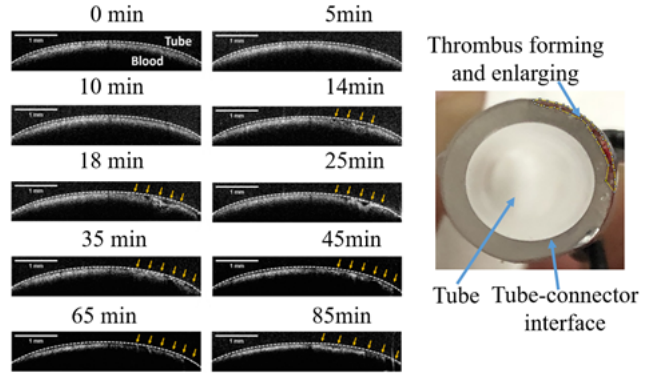 0 min
5min
1 mm
Tube
Blood
1 mm
10 min
14min
1 mm
1 mm
18 min
25min
1 mm
1 mm
35 min
45min
1 mm
1 mm
65 min
85min
1 mm
1 mm
Thrombus forming
and enlarging
Tube
Tube-connector
interface